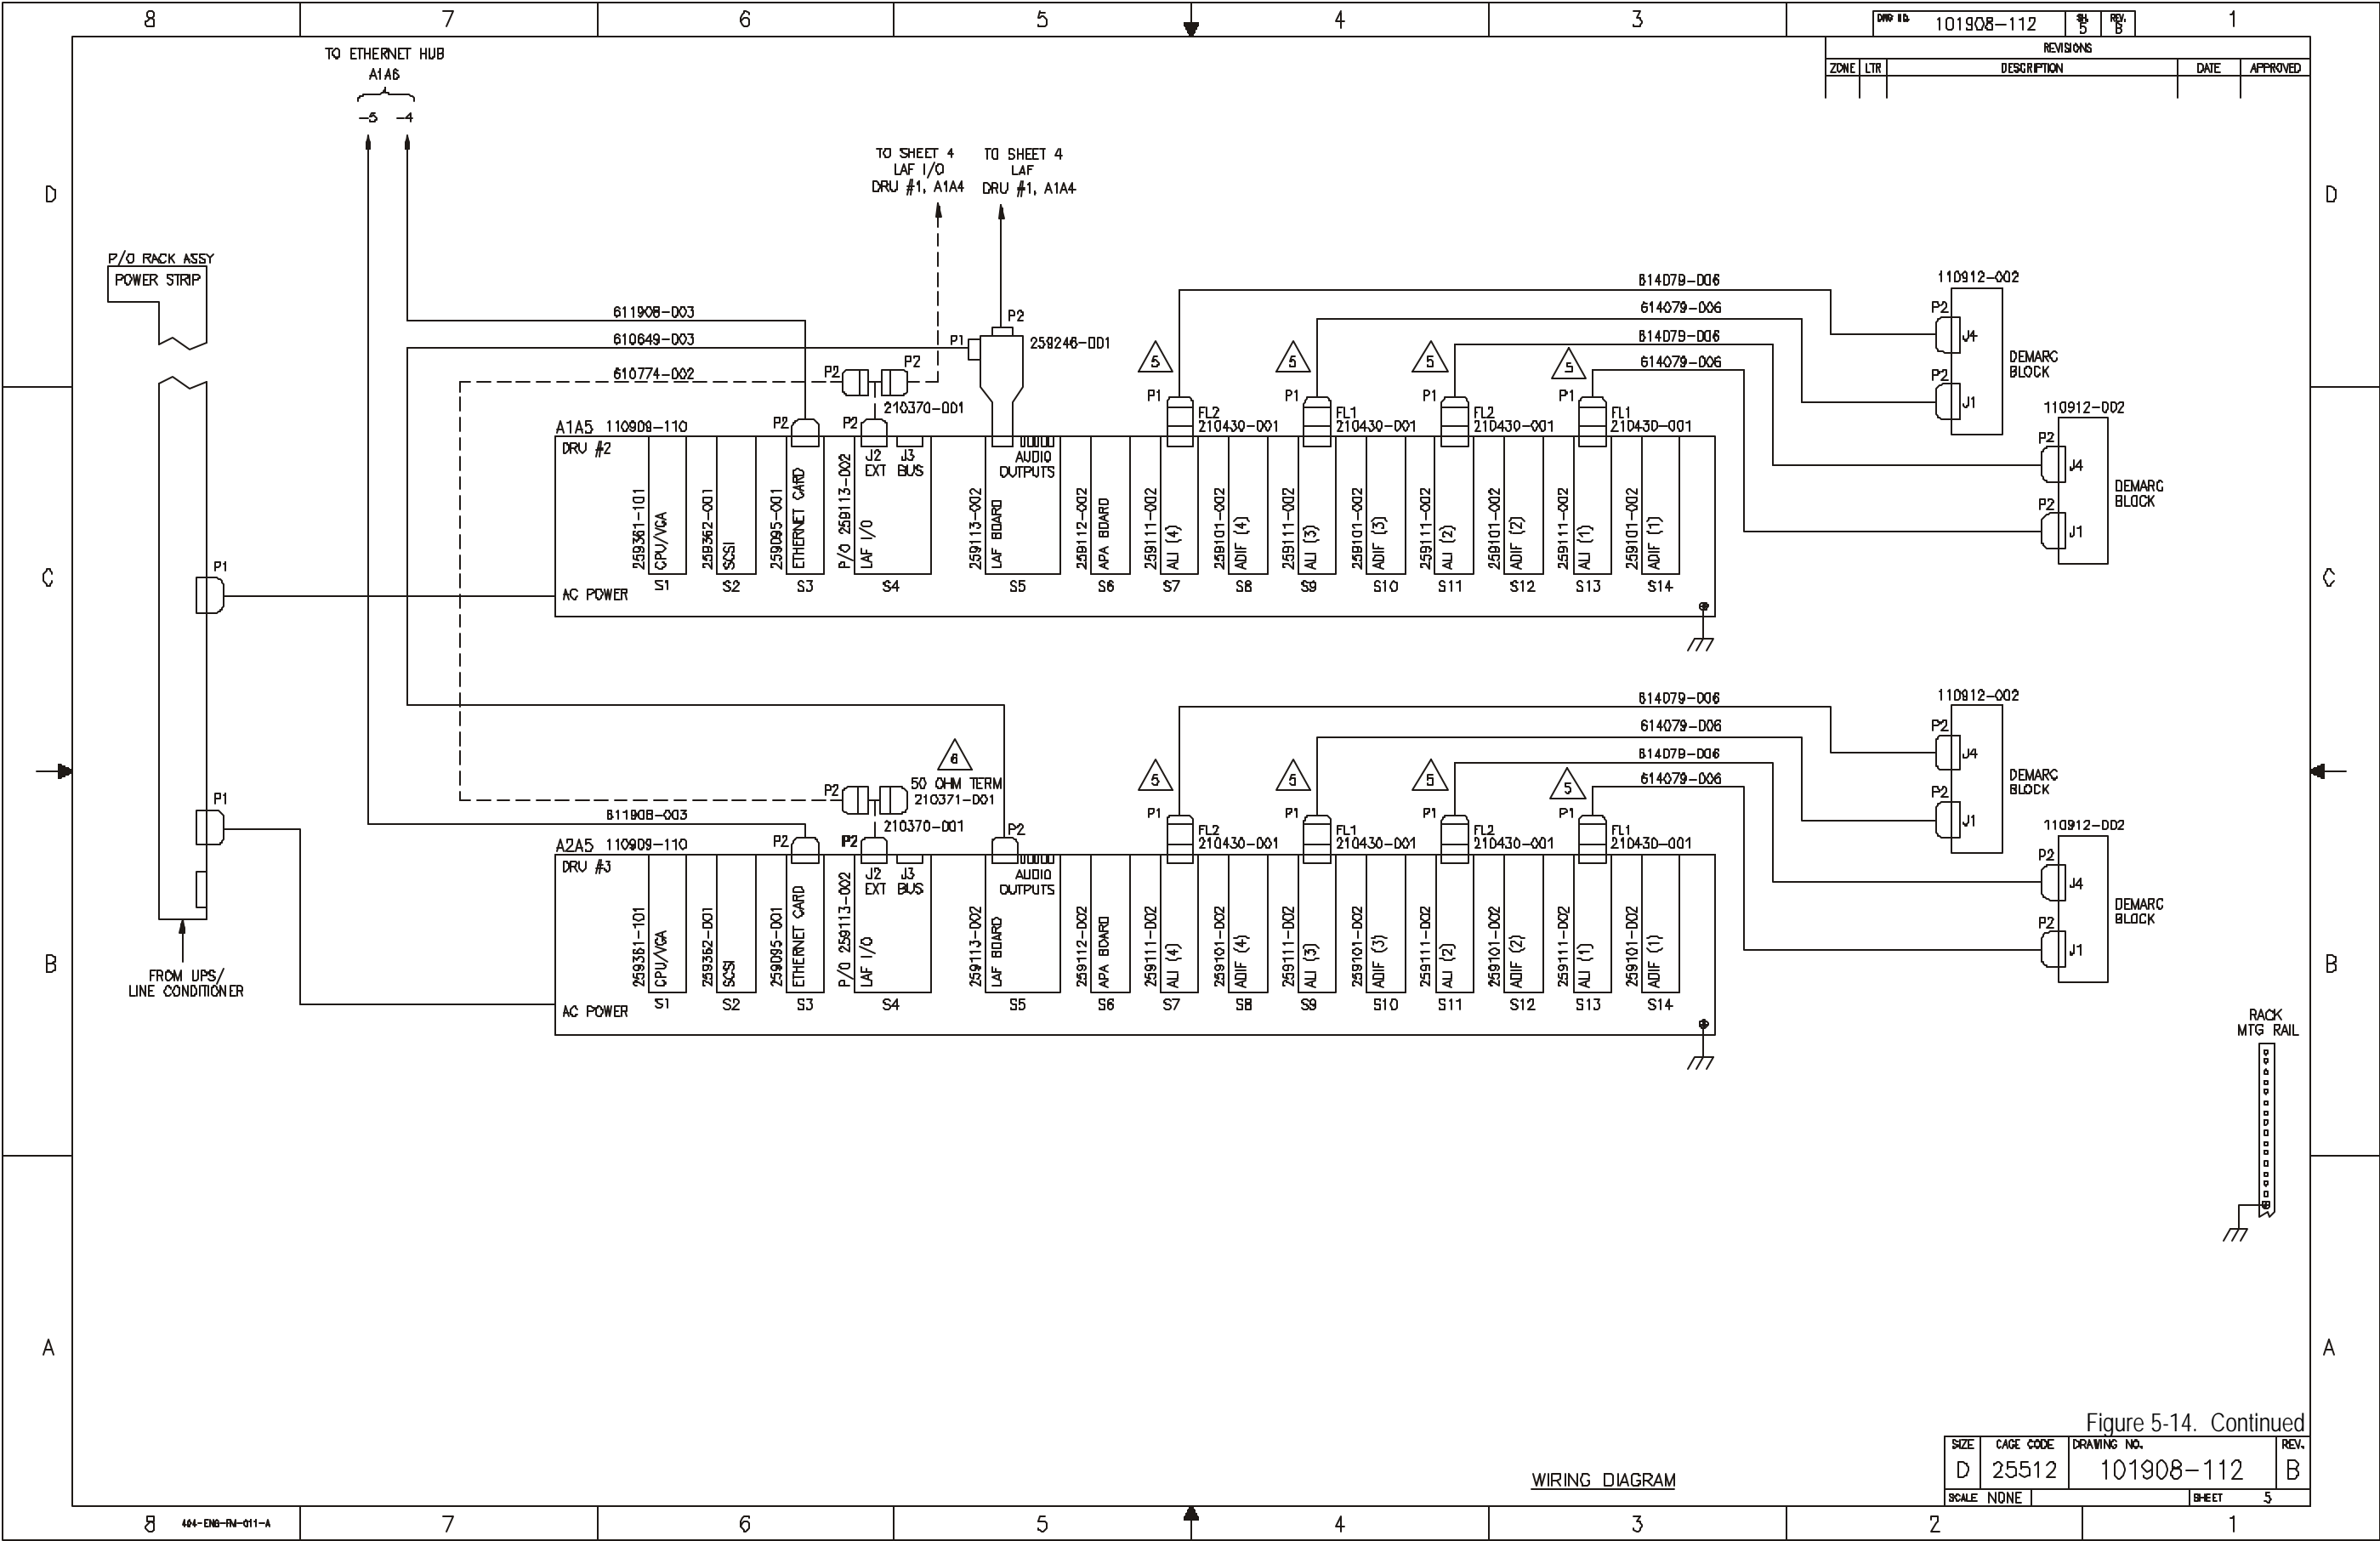 8 7 6 5 4 3 1
DWG NO. 101908-112 SH. 5 REV. B
REVISIONS
ZONE LTR DESCRIPTION DATE APPROVED
TO ETHERNET HUB
A1A6
-5 -4
TO SHEET 4
LAF I/O
DRU #1, A1A4
TO SHEET 4
LAF
DRU #1, A1A4
D D
P/O RACK ASSY
POWER STRIP
611908-003
610649-003
610774-002
P1
P2
259246-001
P2
P2
210370-001
614079-006
614079-006
614079-006
614079-006
5 5 5 5
110912-002
P2 J4
P2 J1
DEMARC
BLOCK
110912-002
P2 J4
P2 J1
DEMARC
BLOCK
P1 FL2
210430-001
P1 FL1
210430-001
P1 FL2
210430-001
P1 FL1
210430-001
A1A5 110909-110
DRU #2
P2 P2
J2 J3
EXT BUS
AUDIO
OUTPUTS
259361-101
CPU/VGA
259362-001
SCSI
259095-001
ETHERNET CARD
P/O 259113-002
LAF I/O
259113-002
LAF BOARD
259112-002
APA BOARD
259111-002
ALI (4)
259101-002
ADIF (4)
259111-002
ALI (3)
259101-002
ADIF (3)
259111-002
ALI (2)
259101-002
ADIF (2)
259111-002
ALI (1)
259101-002
ADIF (1)
S1 S2 S3 S4 S5 S6 S7 S8 S9 S10 S11 S12 S13 S14
AC POWER
C C
P1
P1
614079-006
614079-006
614079-006
614079-006
5 5 5 5
6
50 OHM TERM
210371-001
P2
210370-001
611908-003
110912-002
P2 J4
P2 J1
DEMARC
BLOCK
110912-002
P2 J4
P2 J1
DEMARC
BLOCK
P1 FL2
210430-001
P1 FL1
210430-001
P1 FL2
210430-001
P1 FL1
210430-001
A2A5 110909-110
DRU #3
P2 P2 P2
J2 J3
EXT BUS
AUDIO
OUTPUTS
259361-101
CPU/VGA
259362-001
SCSI
259095-001
ETHERNET CARD
P/O 259113-002
LAF I/O
259113-002
LAF BOARD
259112-002
APA BOARD
259111-002
ALI (4)
259101-002
ADIF (4)
259111-002
ALI (3)
259101-002
ADIF (3)
259111-002
ALI (2)
259101-002
ADIF (2)
259111-002
ALI (1)
259101-002
ADIF (1)
S1 S2 S3 S4 S5 S6 S7 S8 S9 S10 S11 S12 S13 S14
AC POWER
B B
FROM UPS/
LINE CONDITIONER
RACK
MTG RAIL
A A
Figure 5-14. Continued
WIRING DIAGRAM
SIZE CAGE CODE DRAWING NO. REV.
D 25512 101908-112 B
SCALE NONE SHEET 5
8 404-ENG-FM-011-A 7 6 5 4 3 2 1